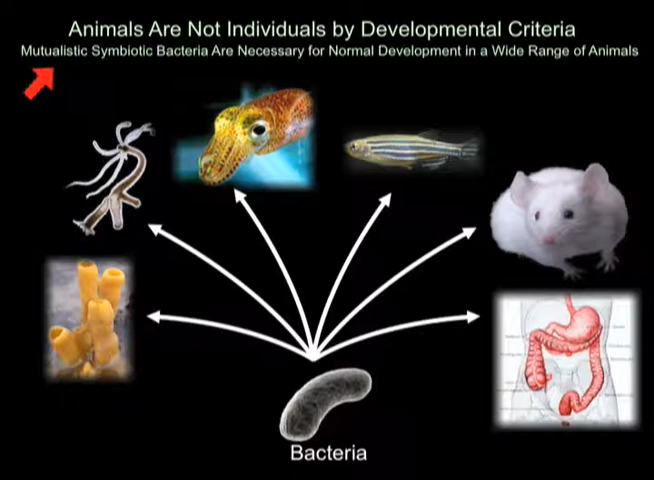 Animals Are Not Individuals by Developmental Criteria
Mutualistic Symbiotic Bacteria Are Necessary for Normal Development in a Wide Range of Animals
Bacteria